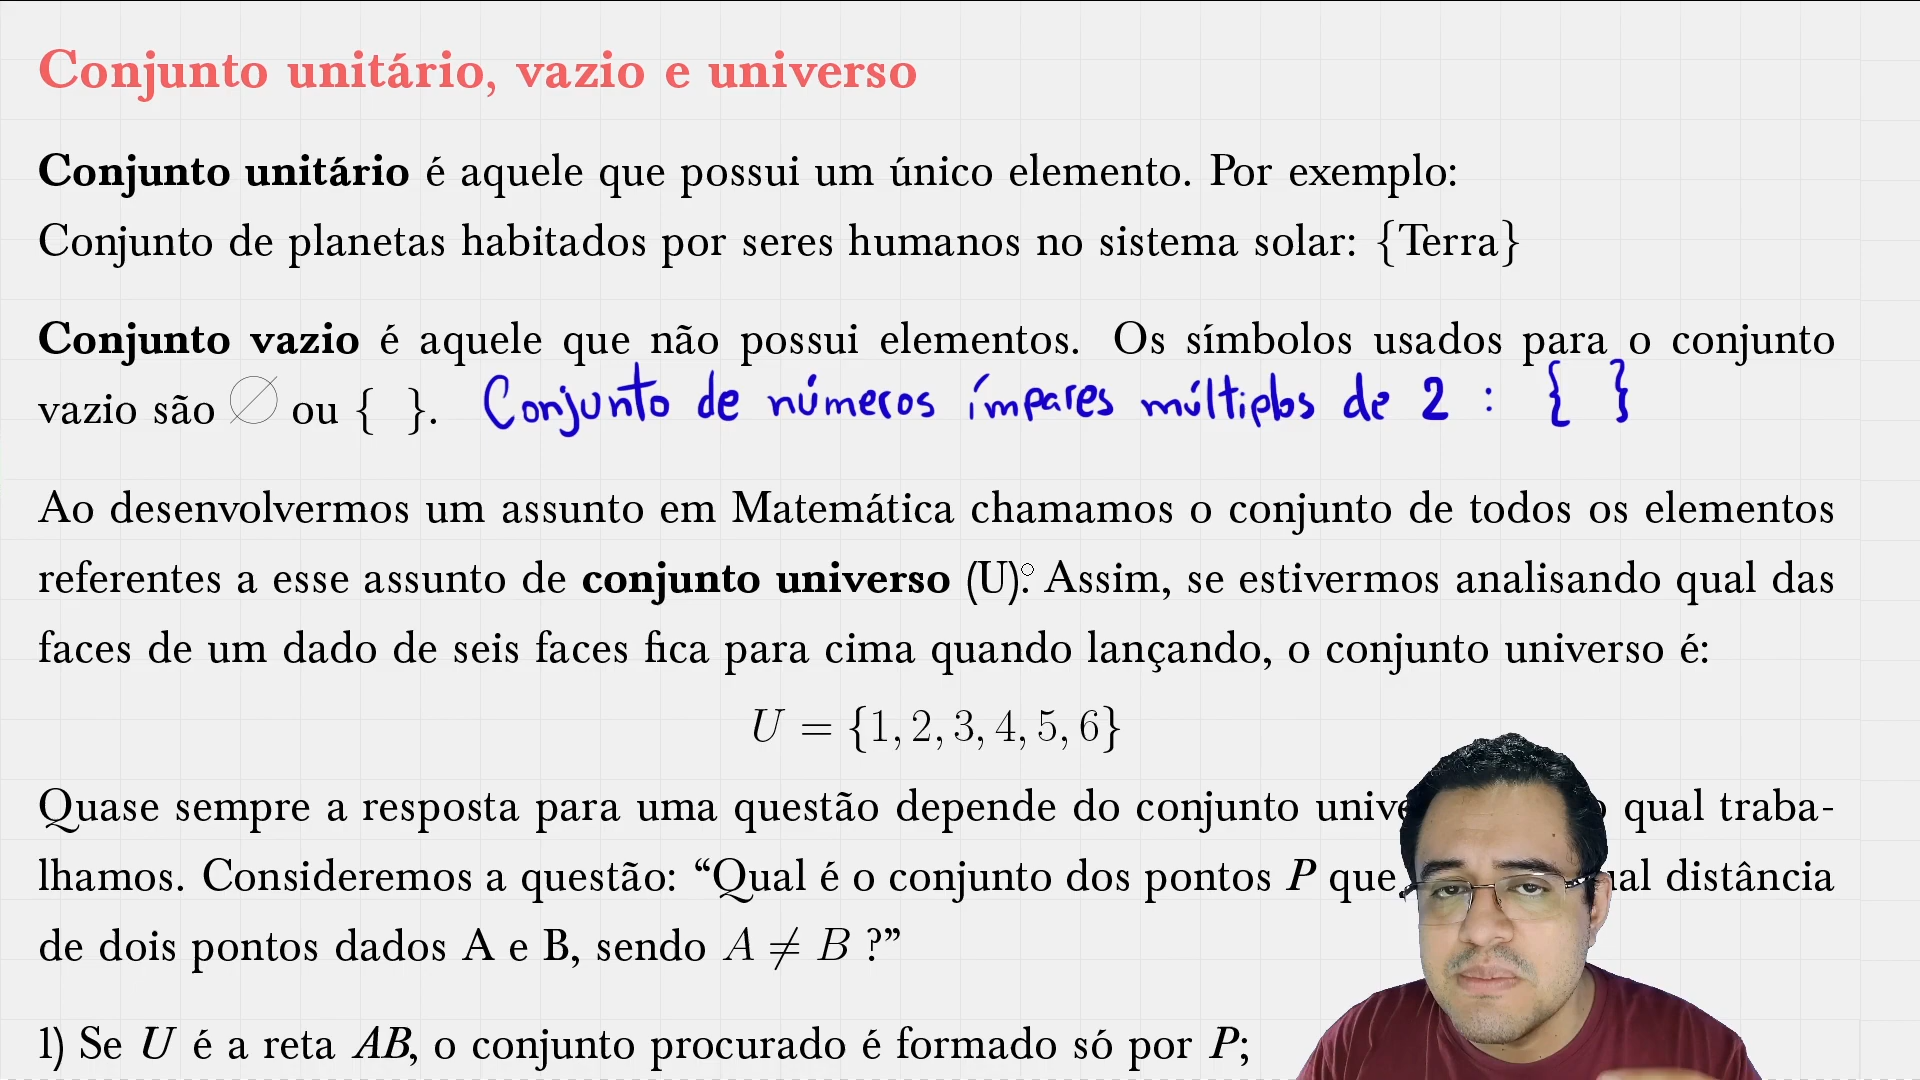 Conjunto unitário, vazio e universo
Conjunto unitário é aquele que possui um único elemento. Por exemplo:
Conjunto de planetas habitados por seres humanos no sistema solar: {Terra}
Conjunto vazio é aquele que não possui elementos. Os símbolos usados para o conjunto
vazio são ∅ ou { }. Conjunto de números ímpares múltiplos de 2 : { }
Ao desenvolvermos um assunto em Matemática chamamos o conjunto de todos os elementos
referentes a esse assunto de conjunto universo (U). Assim, se estivermos analisando qual das
faces de um dado de seis faces fica para cima quando lançando, o conjunto universo é:
U = {1, 2, 3, 4, 5, 6}
Quase sempre a resposta para uma questão depende do conjunto qual traba-
lhamos. Consideremos a questão: “Qual é o conjunto dos pontos P que, distância
de dois pontos dados A e B, sendo A ≠ B ?”
1) Se U é a reta AB, o conjunto procurado é formado só por P;